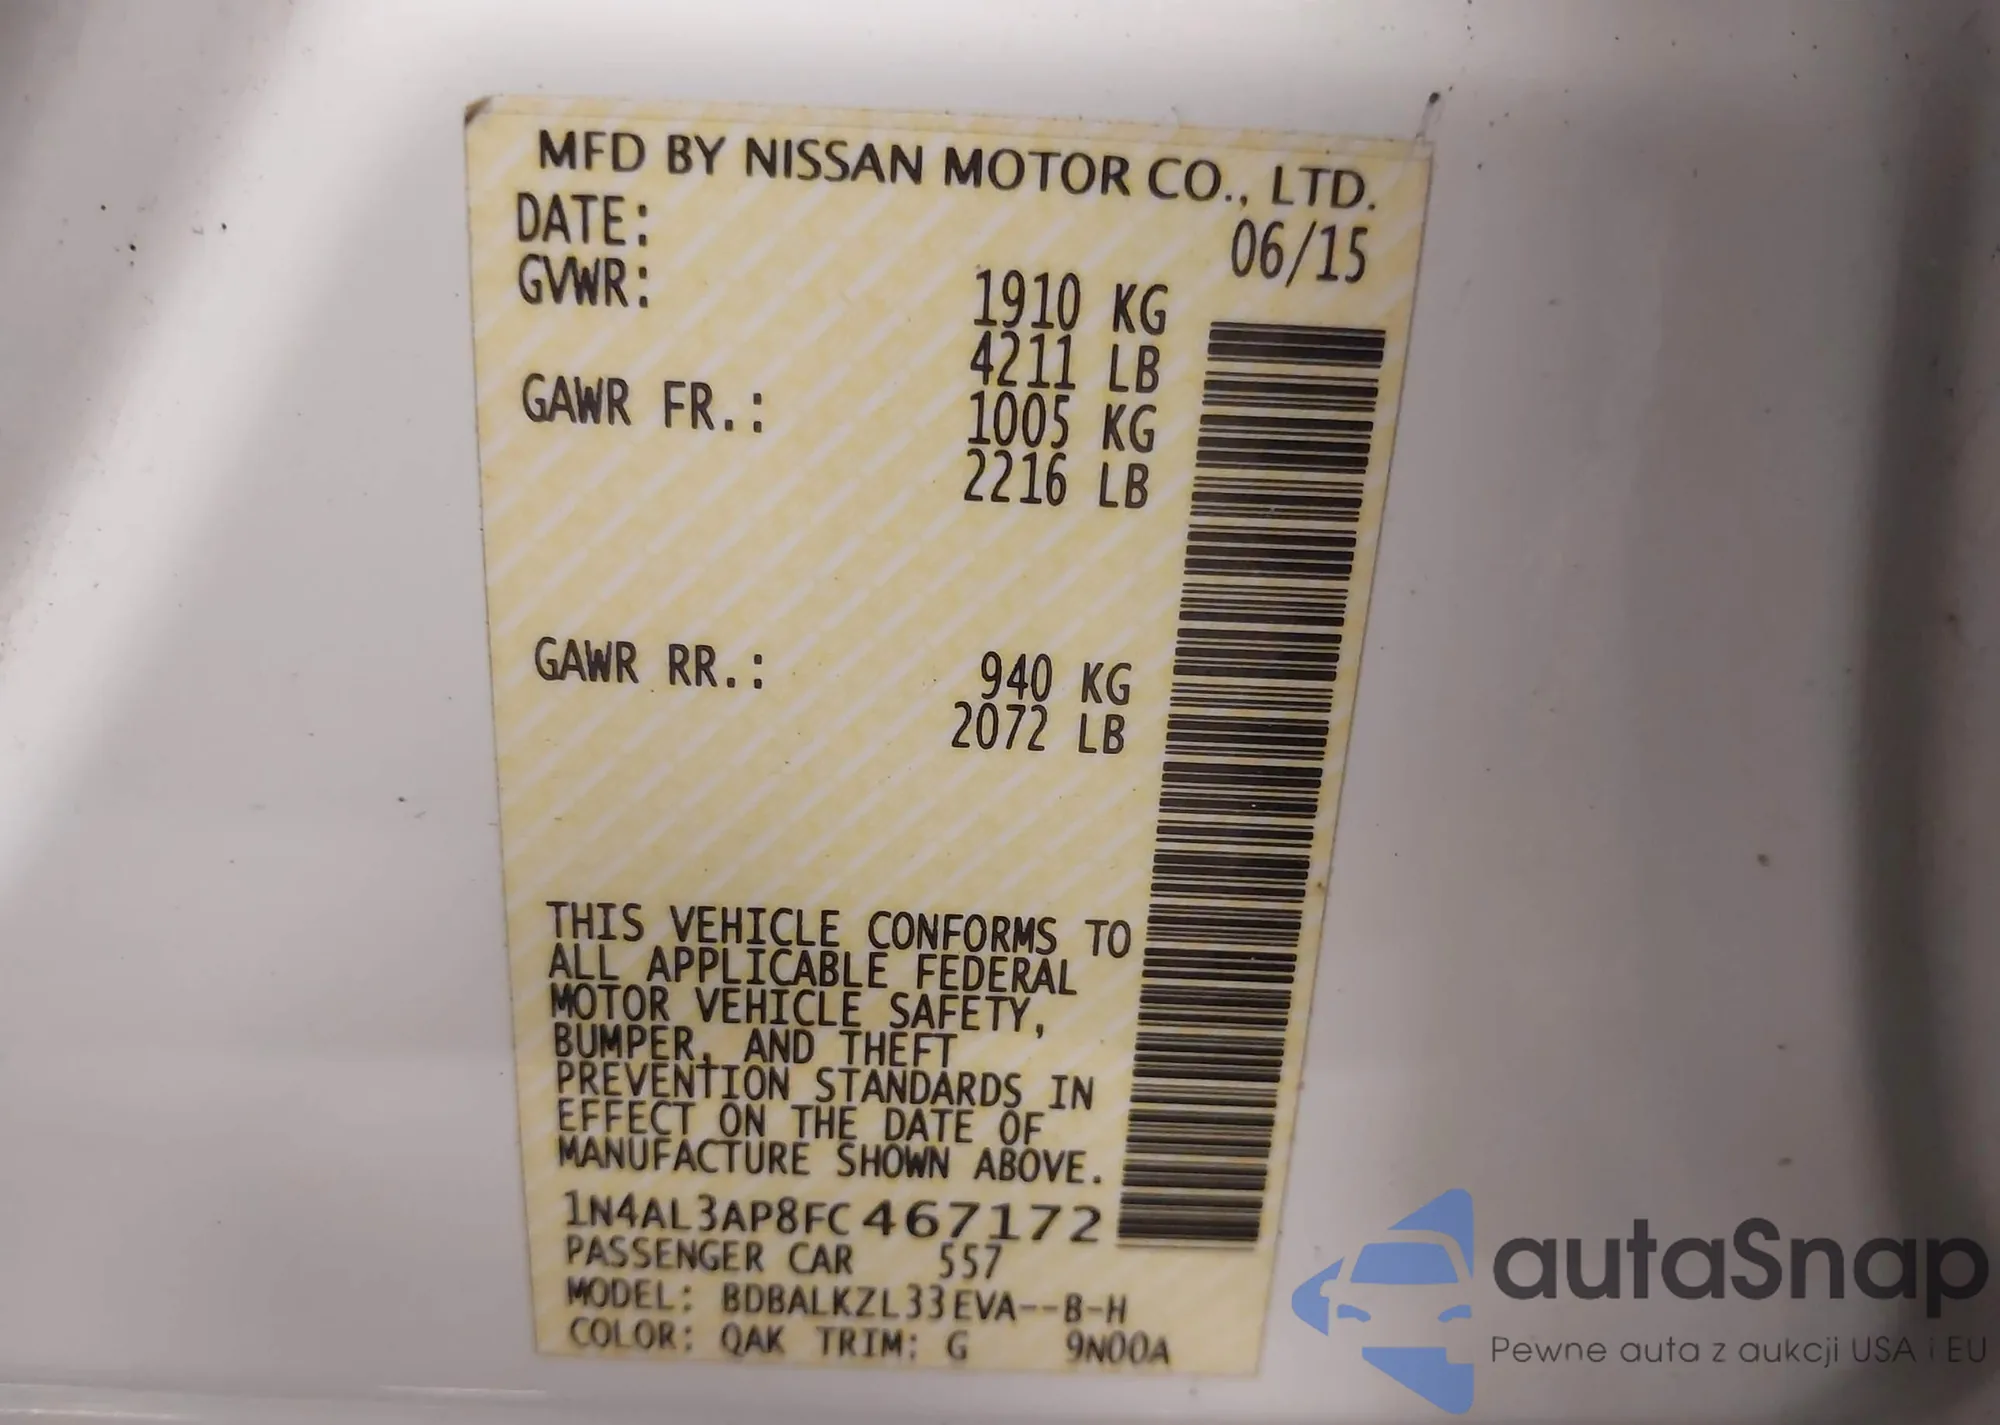 MFD BY NISSAN MOTOR CO., LTD.
DATE: 06/15
GVWR: 1910 KG
4211 LB
GAWR FR.: 1005 KG
2216 LB
GAWR RR.: 940 KG
2072 LB
THIS VEHICLE CONFORMS TO
ALL APPLICABLE FEDERAL
MOTOR VEHICLE SAFETY,
BUMPER, AND THEFT
PREVENTION STANDARDS IN
EFFECT ON THE DATE OF
MANUFACTURE SHOWN ABOVE.
1N4AL3AP8FC467172
PASSENGER CAR 557
MODEL: BDBALKZL33EVA--B-H
COLOR: QAK TRIM: G 9N00A
autaSnap
Pewne auta z aukcji USA i EU